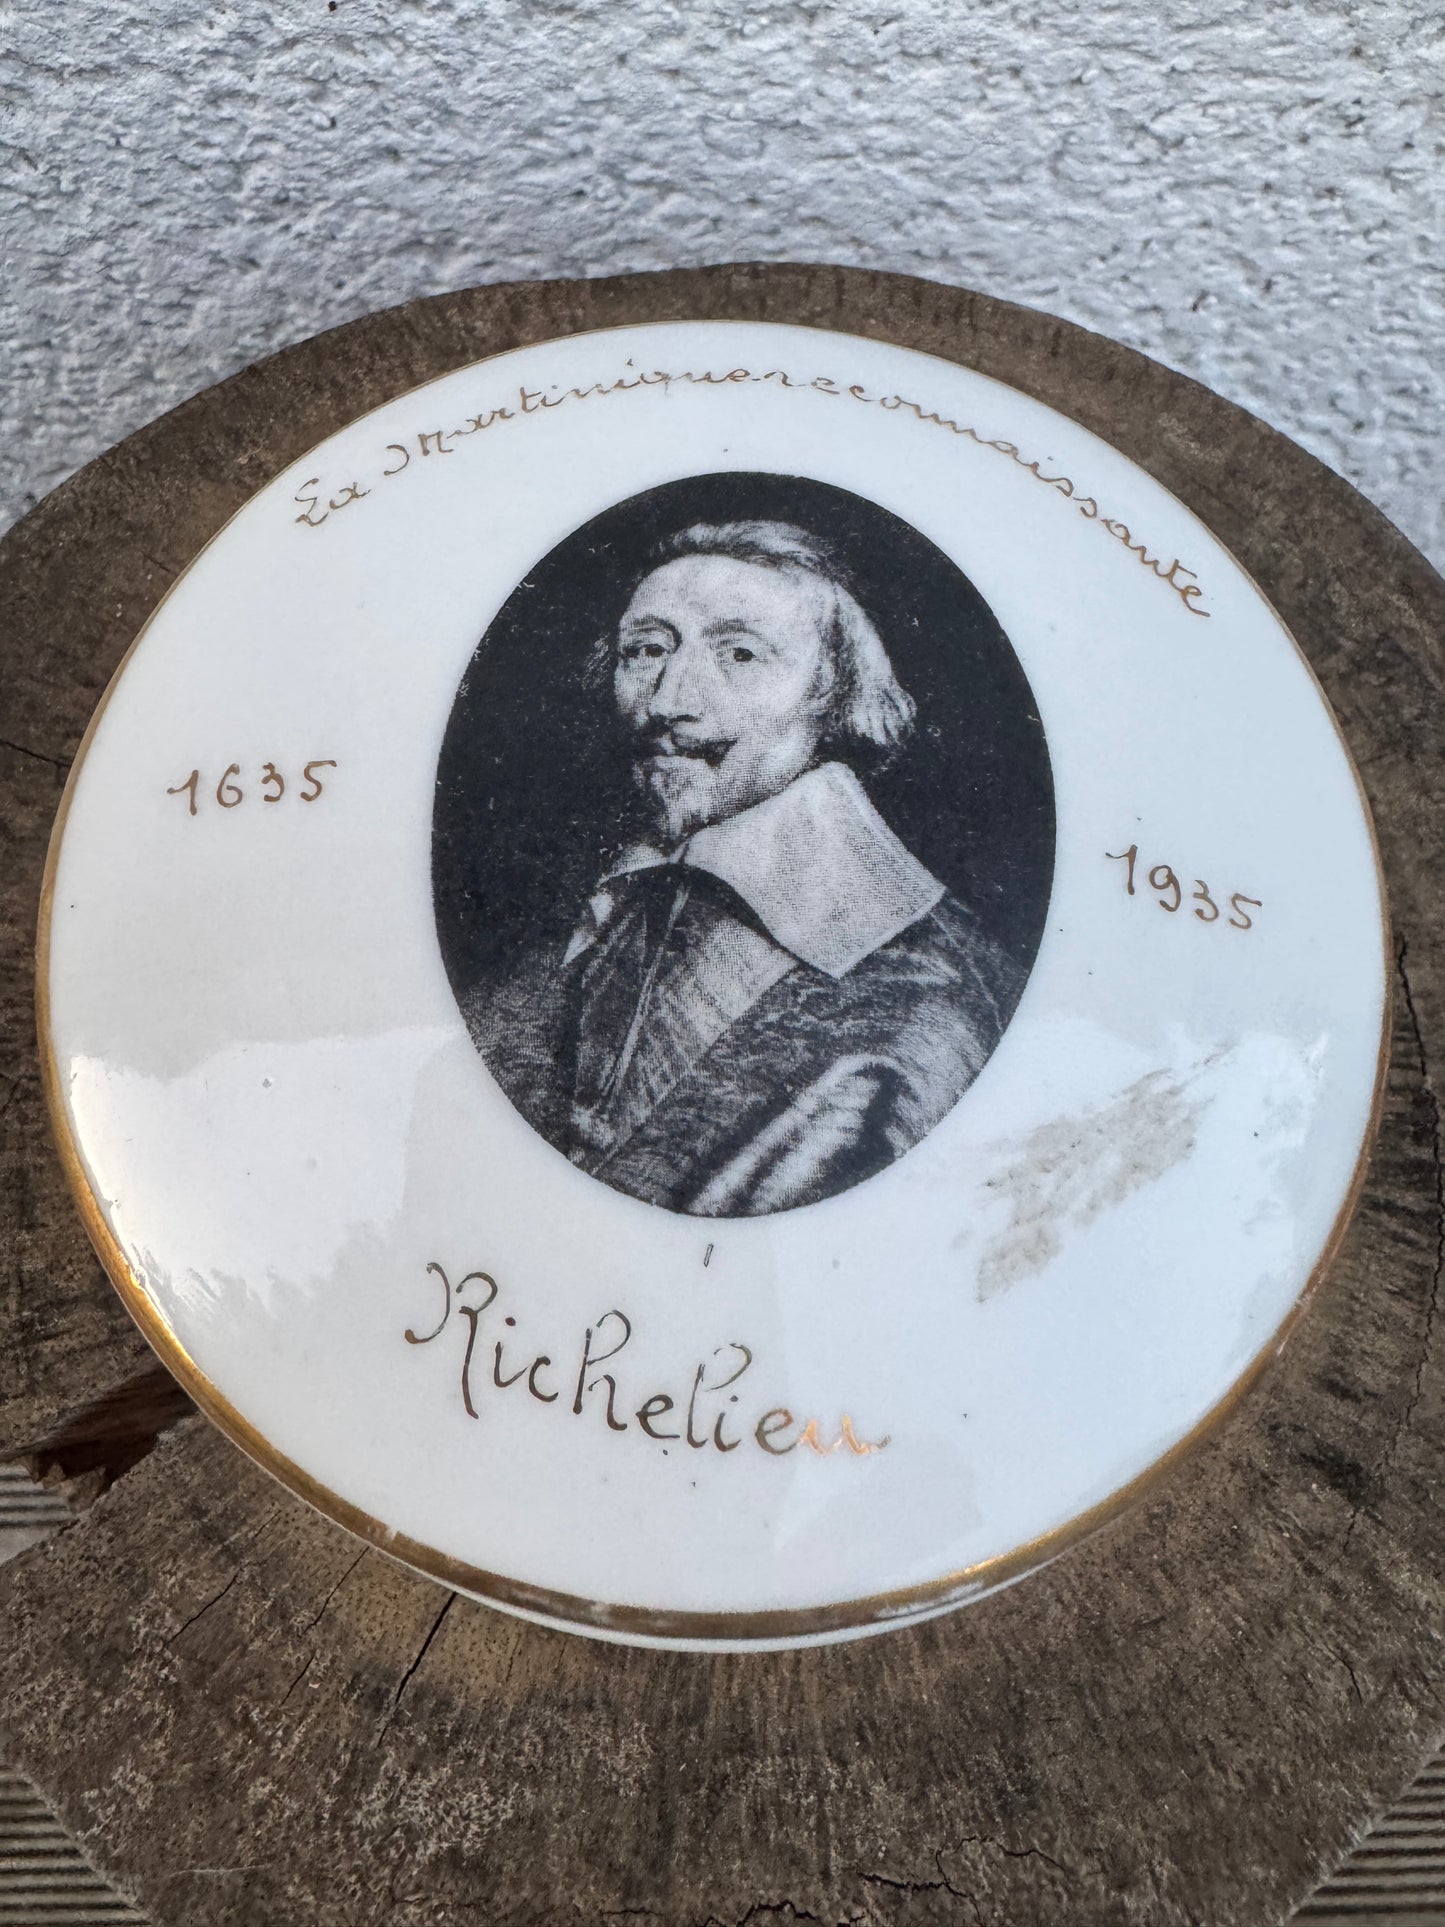 La Martinique reconnaissante
1635
1935
Richelieu